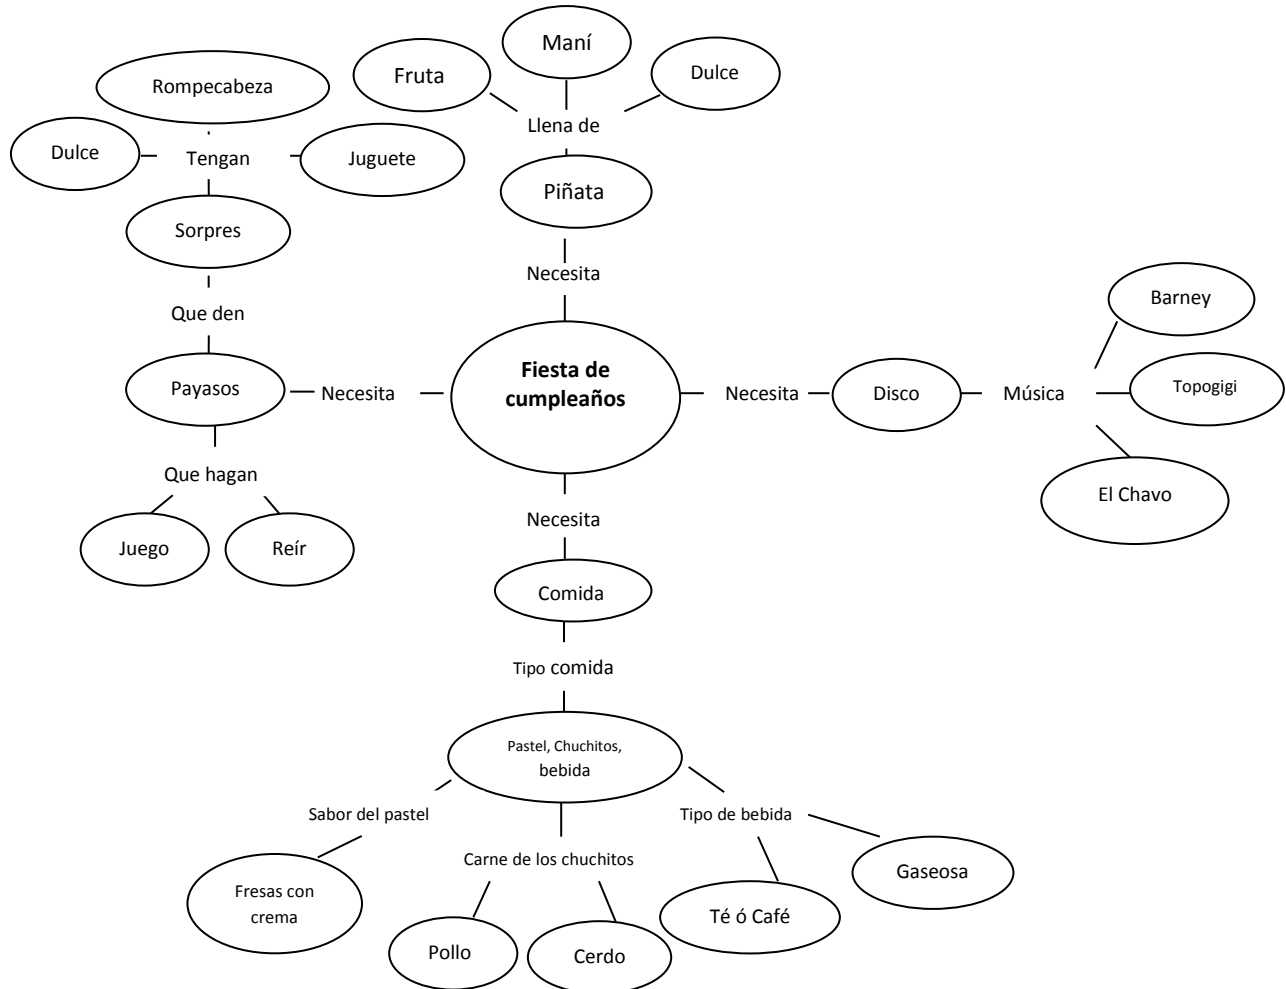 Maní
Fruta
Dulce
Rompecabeza
Llena de
Dulce
Tengan
Juguete
Piñata
Sorpres
Necesita
Que den
Barney
Fiesta de
cumpleaños
Payasos
Necesita
Necesita
Disco
Música
Topogigi
Que hagan
El Chavo
Necesita
Juego
Reír
Comida
Tipo comida
Pastel, Chuchitos,
bebida
Sabor del pastel
Tipo de bebida
Carne de los chuchitos
Gaseosa
Fresas con
crema
Té ó Café
Pollo
Cerdo